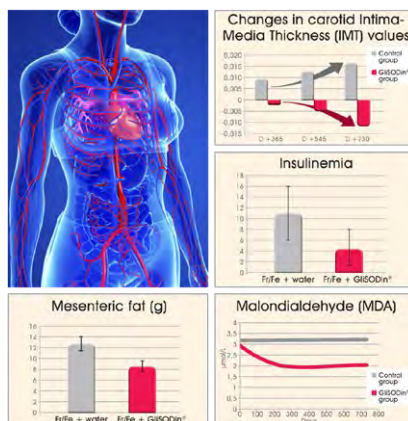 Changes in carotid Intima-
Media Thickness (IMT) values
0,020
0,015
0,010
0,005
0
-0,005
-0,010
-0,015
Control
group
GliSODin®
group
D +365 D +545 D +730
Insulinemia
18
16
14
12
10
8
6
4
2
0
Fr/Fe + water Fr/Fe + GliSODin®
Mesenteric fat (g)
16
14
12
10
8
6
4
2
0
Fr/Fe + water Fr/Fe + GliSODin®
Malondialdehyde (MDA)
µmol/L
4
3,5
3
2,5
2
1,5
1
0,5
0
0 100 200 300 400 500 600 700 800
Control
group
GliSODin®
group